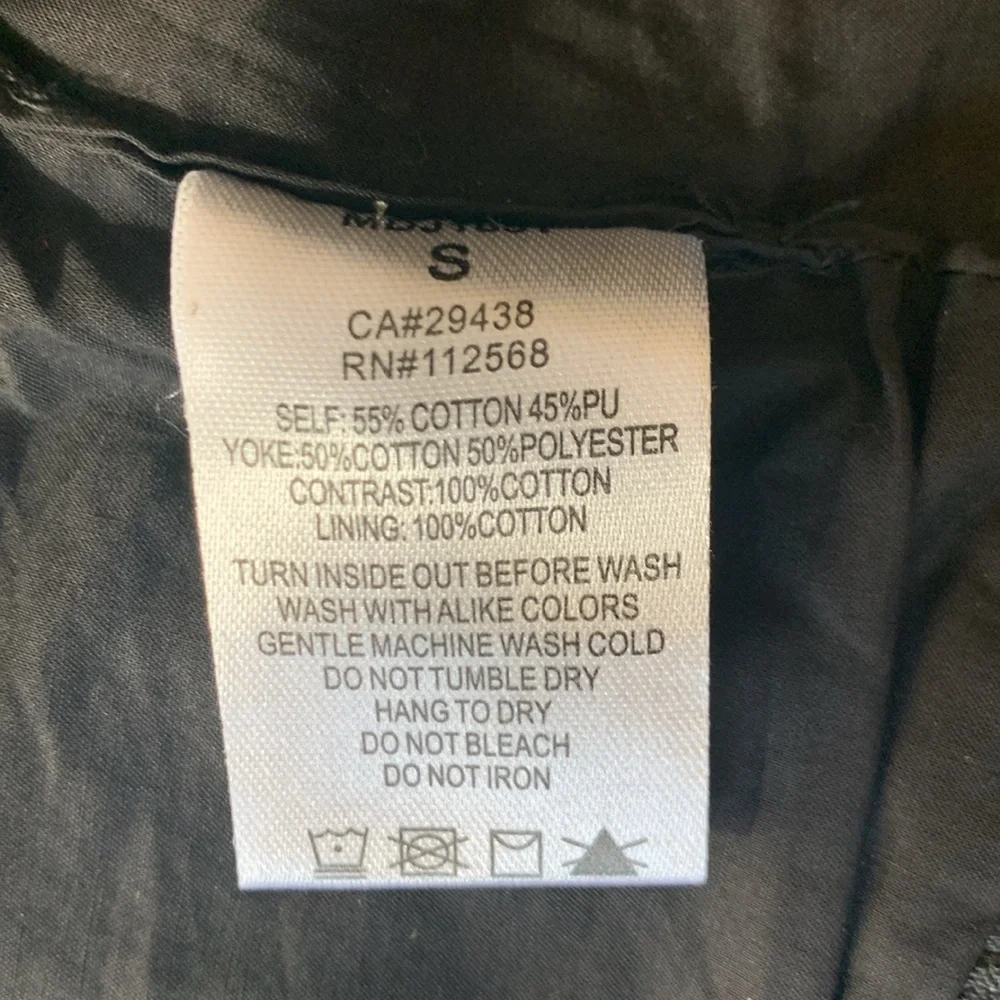 S
CA#29438
RN#112568
SELF: 55% COTTON 45%PU
YOKE:50%COTTON 50%POLYESTER
CONTRAST:100%COTTON
LINING: 100%COTTON
TURN INSIDE OUT BEFORE WASH
WASH WITH ALIKE COLORS
GENTLE MACHINE WASH COLD
DO NOT TUMBLE DRY
HANG TO DRY
DO NOT BLEACH
DO NOT IRON